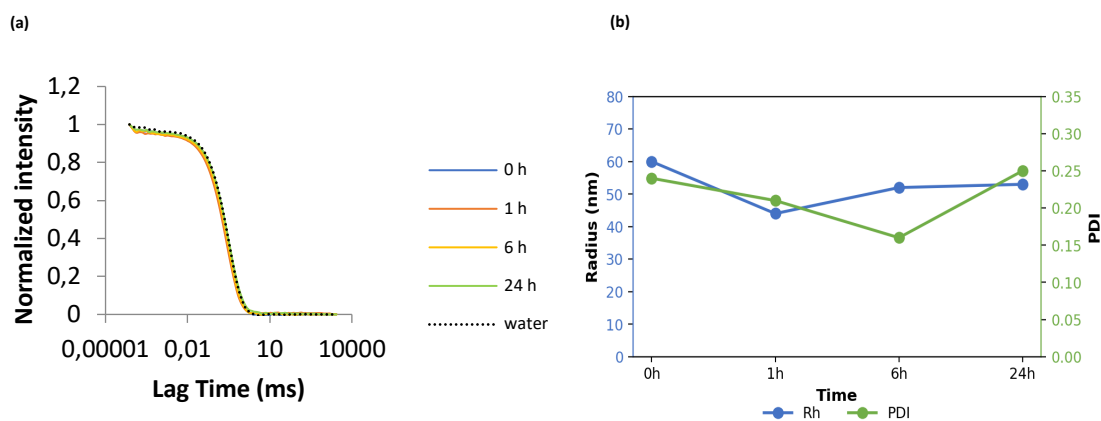 (a)
Normalized intensity
1,2
1
0,8
0,6
0,4
0,2
0
0,00001 0,01 10 10000
Lag Time (ms)
0 h
1 h
6 h
24 h
water
(b)
Radius (nm)
80
70
60
50
40
30
20
10
0
0.35
0.30
0.25
0.20
0.15
0.10
0.05
0.00
PDI
0h 1h 6h 24h
Time
Rh PDI